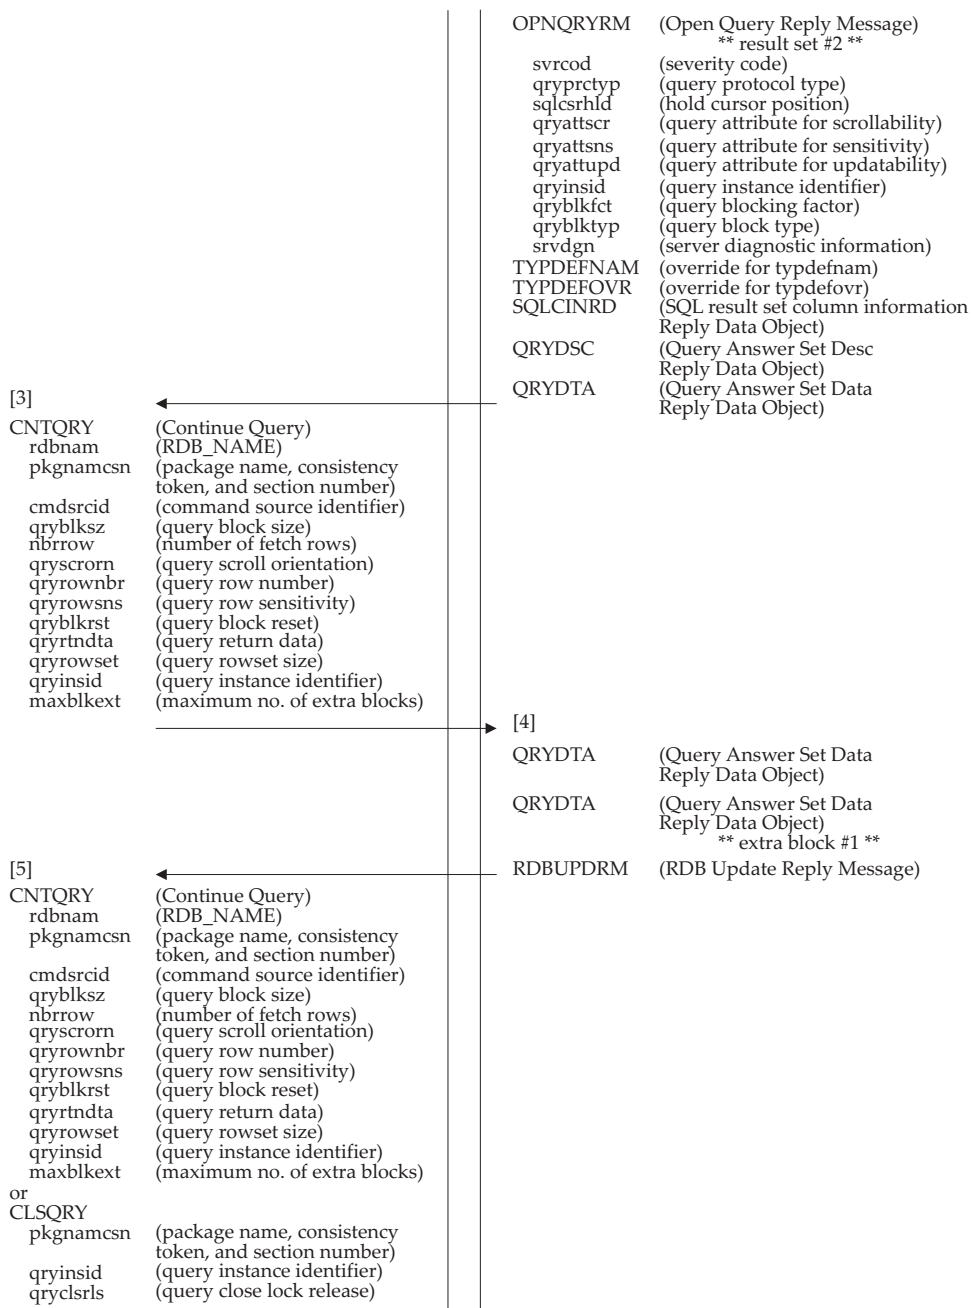 OPNQRYRM (Open Query Reply Message)
** result set #2 **
svrcod (severity code)
qryprctyp (query protocol type)
sqlcsrhld (hold cursor position)
qryattscr (query attribute for scrollability)
qryattsns (query attribute for sensitivity)
qryattupd (query attribute for updatability)
qryinsid (query instance identifier)
qryblkfct (query blocking factor)
qryblktyp (query block type)
srvdgn (server diagnostic information)
TYPDEFNAM (override for typdefnam)
TYPDEFOVR (override for typdefovr)
SQLCINRD (SQL result set column information
Reply Data Object)
QRYDSC (Query Answer Set Desc
Reply Data Object)
QRYDTA (Query Answer Set Data
Reply Data Object)
[3]
CNTQRY (Continue Query)
rdbnam (RDB_NAME)
pkgnamcsn (package name, consistency
token, and section number)
cmdsrcid (command source identifier)
qryblksz (query block size)
nbrrow (number of fetch rows)
qryscrorn (query scroll orientation)
qryrownbr (query row number)
qryrowsns (query row sensitivity)
qryblkrst (query block reset)
qryrtndta (query return data)
qryrowset (query rowset size)
qryinsid (query instance identifier)
maxblkext (maximum no. of extra blocks)
[4]
QRYDTA (Query Answer Set Data
Reply Data Object)
QRYDTA (Query Answer Set Data
Reply Data Object)
** extra block #1 **
RDBUPDRM (RDB Update Reply Message)
[5]
CNTQRY (Continue Query)
rdbnam (RDB_NAME)
pkgnamcsn (package name, consistency
token, and section number)
cmdsrcid (command source identifier)
qryblksz (query block size)
nbrrow (number of fetch rows)
qryscrorn (query scroll orientation)
qryrownbr (query row number)
qryrowsns (query row sensitivity)
qryblkrst (query block reset)
qryrtndta (query return data)
qryrowset (query rowset size)
qryinsid (query instance identifier)
maxblkext (maximum no. of extra blocks)
or
CLSQRY
pkgnamcsn (package name, consistency
token, and section number)
qryinsid (query instance identifier)
qryclsrls (query close lock release)